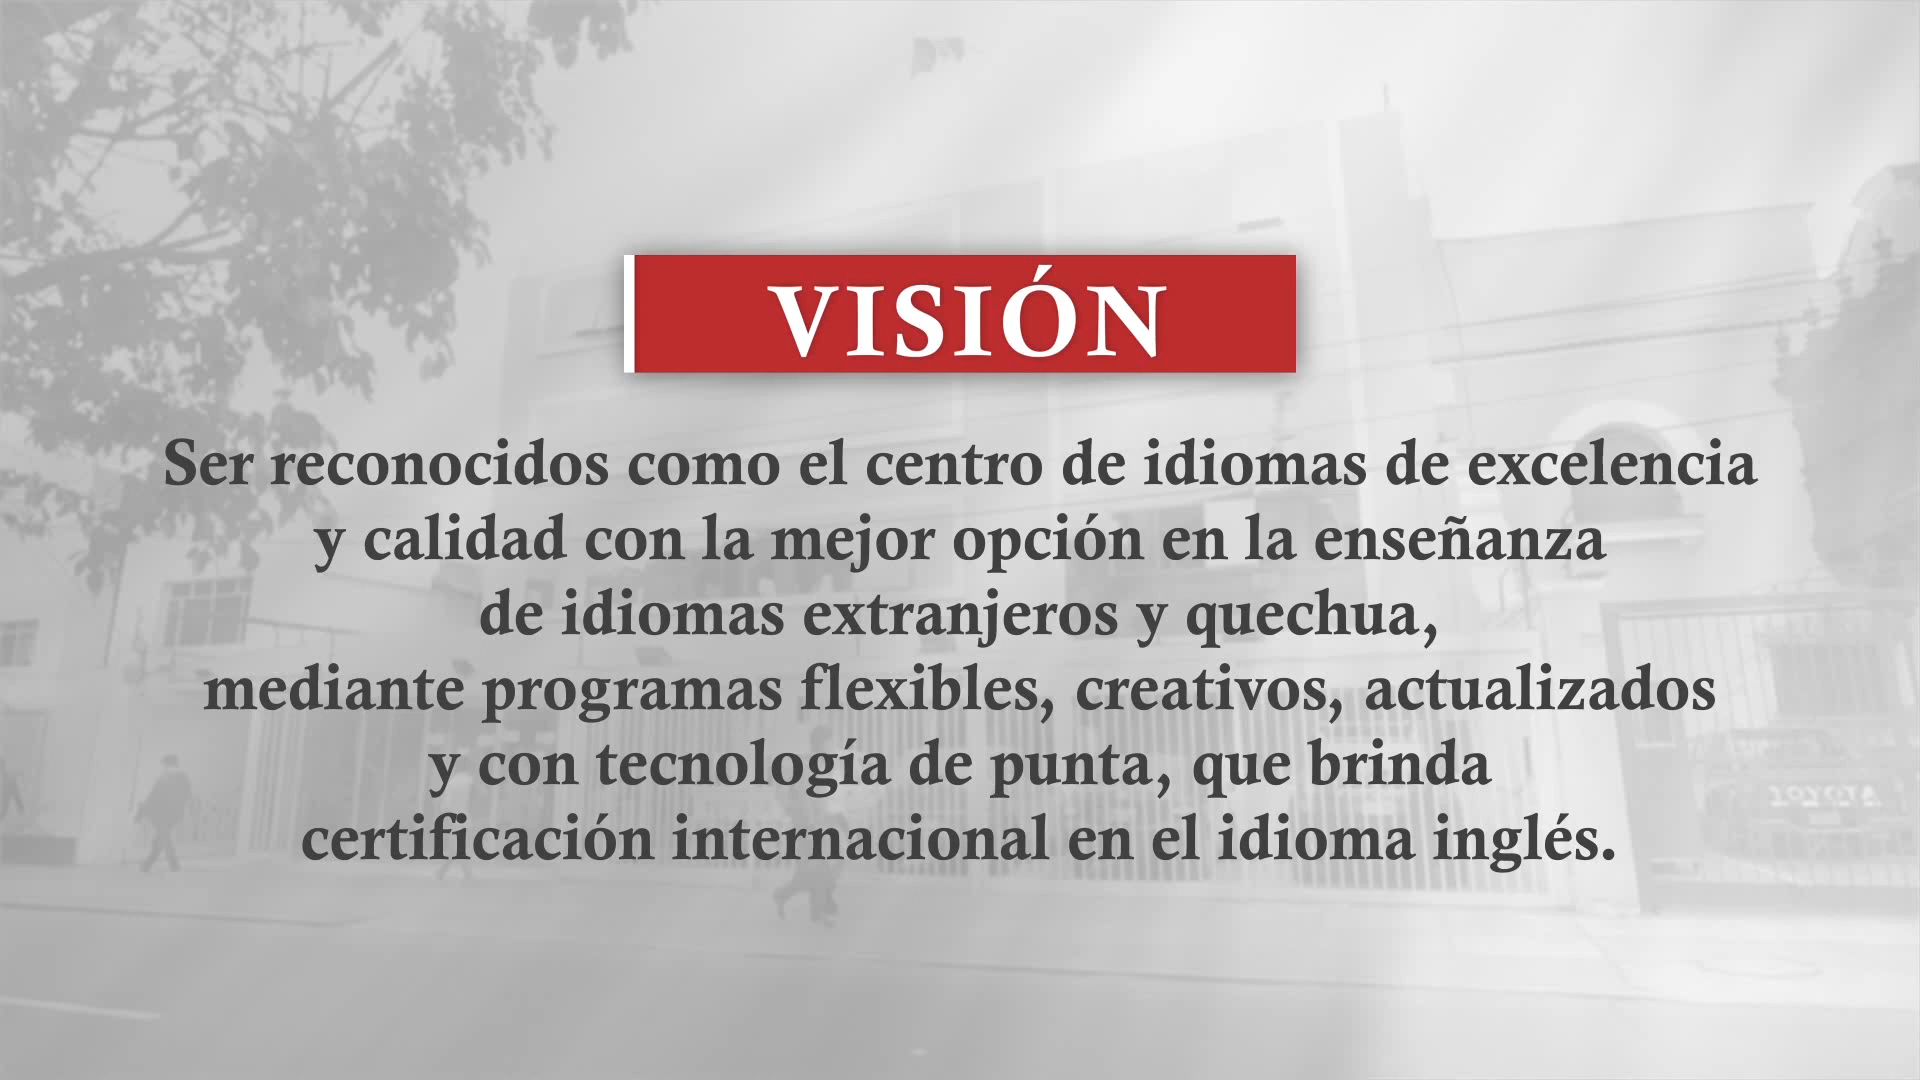 VISIÓN
Ser reconocidos como el centro de idiomas de excelencia
y calidad con la mejor opción en la enseñanza
de idiomas extranjeros y quechua,
mediante programas flexibles, creativos, actualizados
y con tecnología de punta, que brinda
certificación internacional en el idioma inglés.
TOYOTA